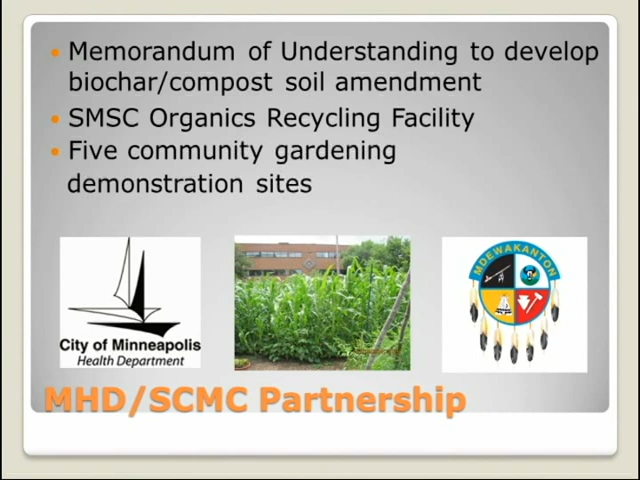 Memorandum of Understanding to develop
biochar/compost soil amendment
SMSC Organics Recycling Facility
Five community gardening
demonstration sites
City of Minneapolis
Health Department
MDEWAKANTON
MHD/SCMC Partnership